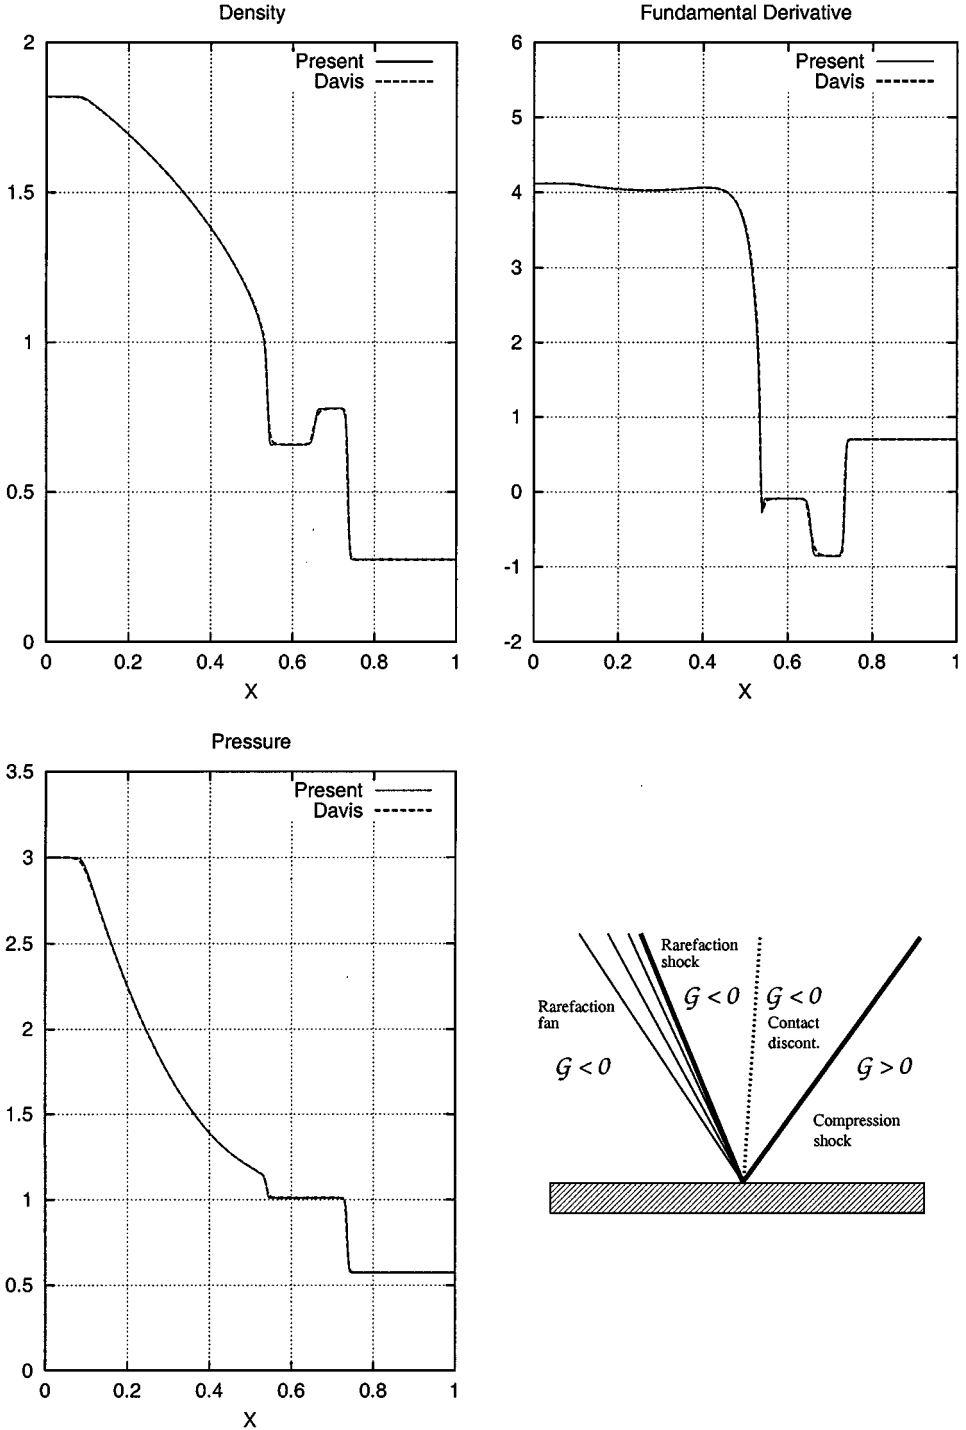 Density
Present
Davis
2
1.5
1
0.5
0
0 0.2 0.4 0.6 0.8 1
X
Fundamental Derivative
Present
Davis
6
5
4
3
2
1
0
-1
-2
0 0.2 0.4 0.6 0.8 1
X
Pressure
Present
Davis
3.5
3
2.5
2
1.5
1
0.5
0
0 0.2 0.4 0.6 0.8 1
X
Rarefaction
shock
G < 0 G < 0
Rarefaction
fan
Contact
discont.
G < 0
G > 0
Compression
shock